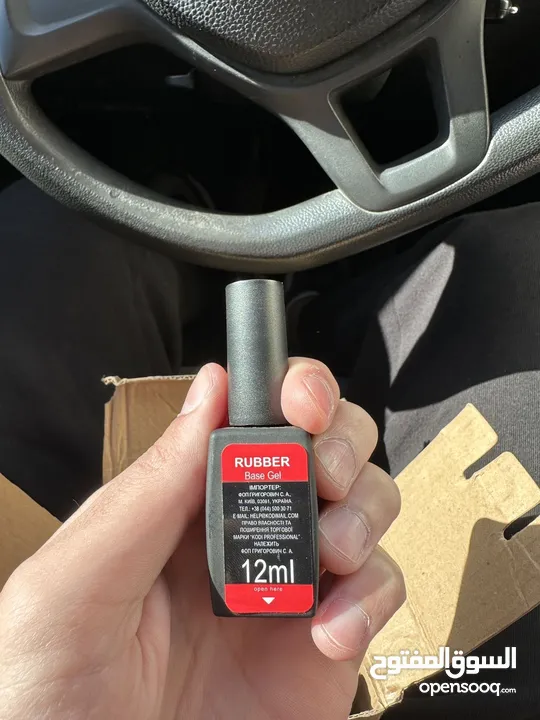 RUBBER
Base Gel
ІМПОРТЕР:
ФОП ГРИГОРОВИЧ С. А.,
М. КИЇВ, 03061, УКРАЇНА
ТЕЛ.: +38 (044) 500 30 71
E-MAIL: HELP@KODIMAIL.COM
ПРАВО ВЛАСНОСТІ ТА
ПОШИРЕННЯ ТОРГОВОЇ
МАРКИ "KODI PROFESSIONAL"
НАЛЕЖИТЬ
ФОП ГРИГОРОВИЧ С. А.
12ml
open here
السوق المفتوح
opensooq.com